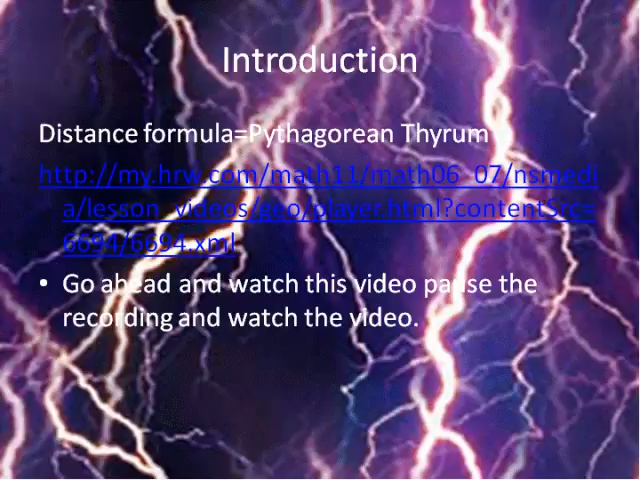 Introduction
Distance formula=Pythagorean Thyrum
http://my.hrw.com/math11/math06_07/nsmedi
a/lesson_videos/geo/player.html?contentSrc=
6694/6694.xml
• Go ahead and watch this video pause the
recording and watch the video.